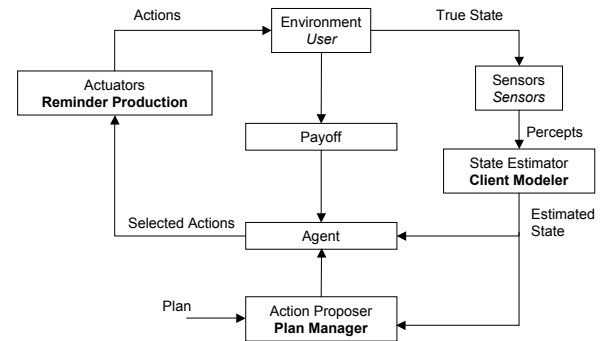 Actions
Environment
User
True State
Actuators
Reminder Production
Sensors
Sensors
Payoff
Percepts
State Estimator
Client Modeler
Selected Actions
Agent
Estimated
State
Plan
Action Proposer
Plan Manager